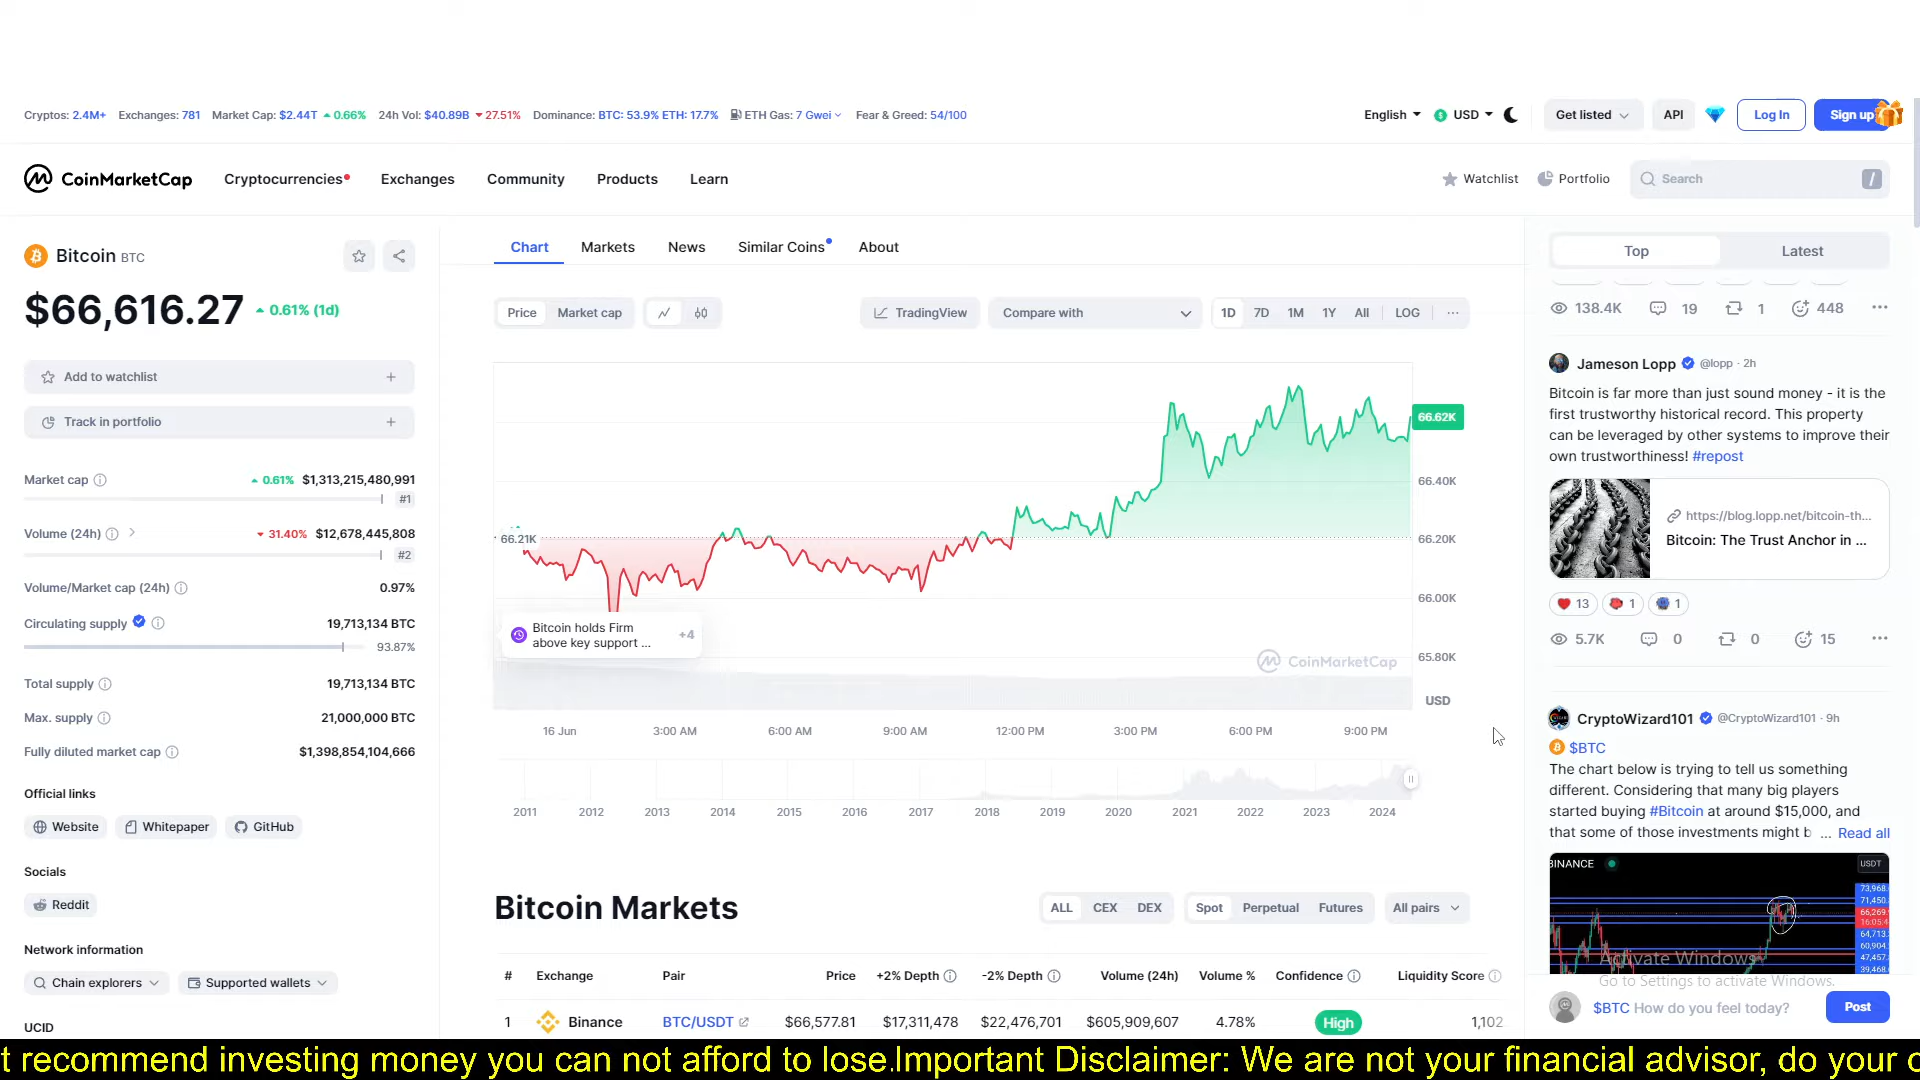 Cryptos: 2.4M+ Exchanges: 781 Market Cap: $2.44T 0.66% 24h Vol: $40.89B 27.51% Dominance: BTC: 53.9% ETH: 17.7% ETH Gas: 7 Gwei Fear & Greed: 54/100
English USD Get listed API Log In Sign up
CoinMarketCap Cryptocurrencies Exchanges Community Products Learn
Watchlist Portfolio Search /
Bitcoin BTC
$66,616.27 0.61% (1d)
Add to watchlist +
Track in portfolio +
Market cap 0.61% $1,313,215,480,991
#1
Volume (24h) 31.40% $12,678,445,808
#2
Volume/Market cap (24h) 0.97%
Circulating supply 19,713,134 BTC
93.87%
Total supply 19,713,134 BTC
Max. supply 21,000,000 BTC
Fully diluted market cap $1,398,854,104,666
Official links
Website Whitepaper GitHub
Socials
Reddit
Network information
Chain explorers Supported wallets
UCID
Chart Markets News Similar Coins About
Price Market cap
TradingView Compare with 1D 7D 1M 1Y All LOG ...
66.62K
66.40K
66.21K
66.20K
66.00K
65.80K
USD
Bitcoin holds Firm
above key support ...
+4
CoinMarketCap
16 Jun 3:00 AM 6:00 AM 9:00 AM 12:00 PM 3:00 PM 6:00 PM 9:00 PM
2011 2012 2013 2014 2015 2016 2017 2018 2019 2020 2021 2022 2023 2024
Bitcoin Markets
ALL CEX DEX Spot Perpetual Futures All pairs
# Exchange Pair Price +2% Depth -2% Depth Volume (24h) Volume % Confidence Liquidity Score
1 Binance BTC/USDT $66,577.81 $17,311,478 $22,476,701 $605,909,607 4.78% High 1,102
Top Latest
138.4K 19 1 448 ...
Jameson Lopp @lopp · 2h
Bitcoin is far more than just sound money - it is the
first trustworthy historical record. This property
can be leveraged by other systems to improve their
own trustworthiness! #repost
https://blog.lopp.net/bitcoin-th...
Bitcoin: The Trust Anchor in ...
13 1 1
5.7K 0 0 15 ...
CryptoWizard101 @CryptoWizard101 · 9h
$BTC
The chart below is trying to tell us something
different. Considering that many big players
started buying #Bitcoin at around $15,000, and
that some of those investments might b ... Read all
BINANCE USDT
73,968.
71,450.
66,269.
16:05:4
64,713.
60,904.
47,457.
39,468.
Activate Windows
Go to Settings to activate Windows.
$BTC How do you feel today? Post
t recommend investing money you can not afford to lose.Important Disclaimer: We are not your financial advisor, do your o